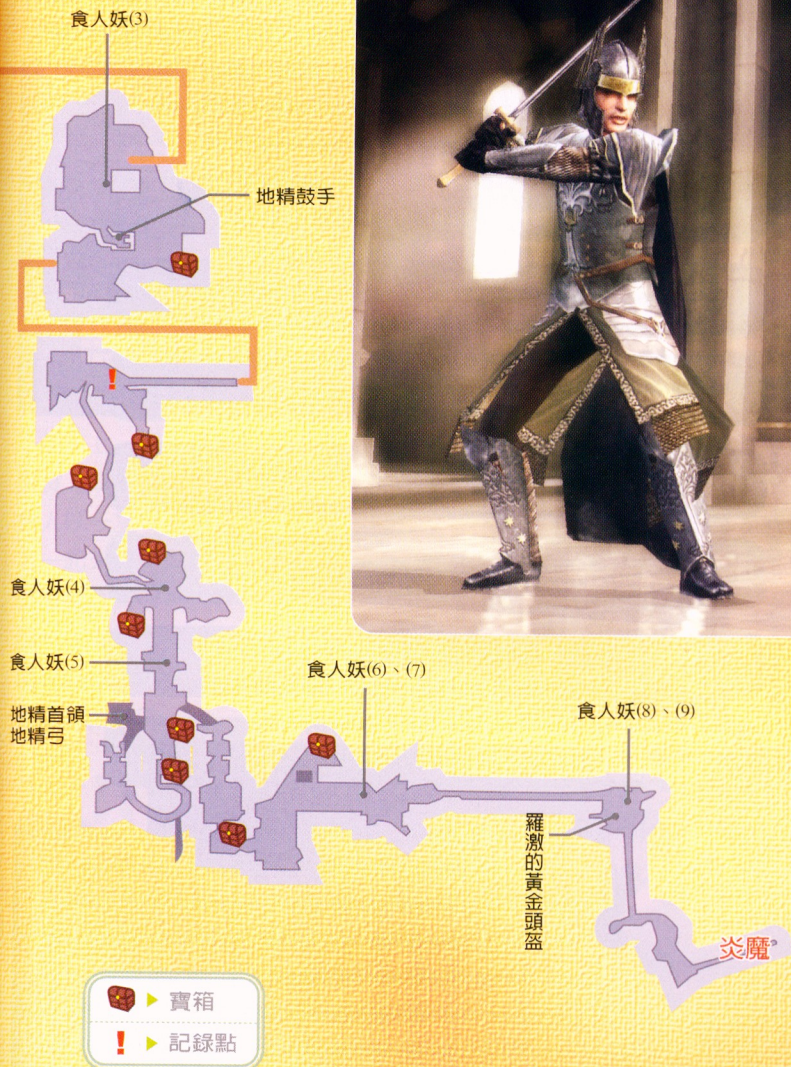 食人妖(3)
地精鼓手
食人妖(4)
食人妖(5)
地精首領
地精弓
食人妖(6)、(7)
食人妖(8)、(9)
羅激的黃金頭盔
炎魔
寶箱
記錄點